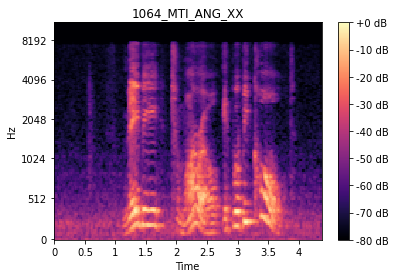 1064_MTI_ANG_XX
+0 dB
8192
-10 dB
4096
-20 dB
-30 dB
2048
Hz
-40 dB
1024
-50 dB
512
-60 dB
-70 dB
0
-80 dB
0 0.5 1 1.5 2 2.5 3 3.5 4
Time